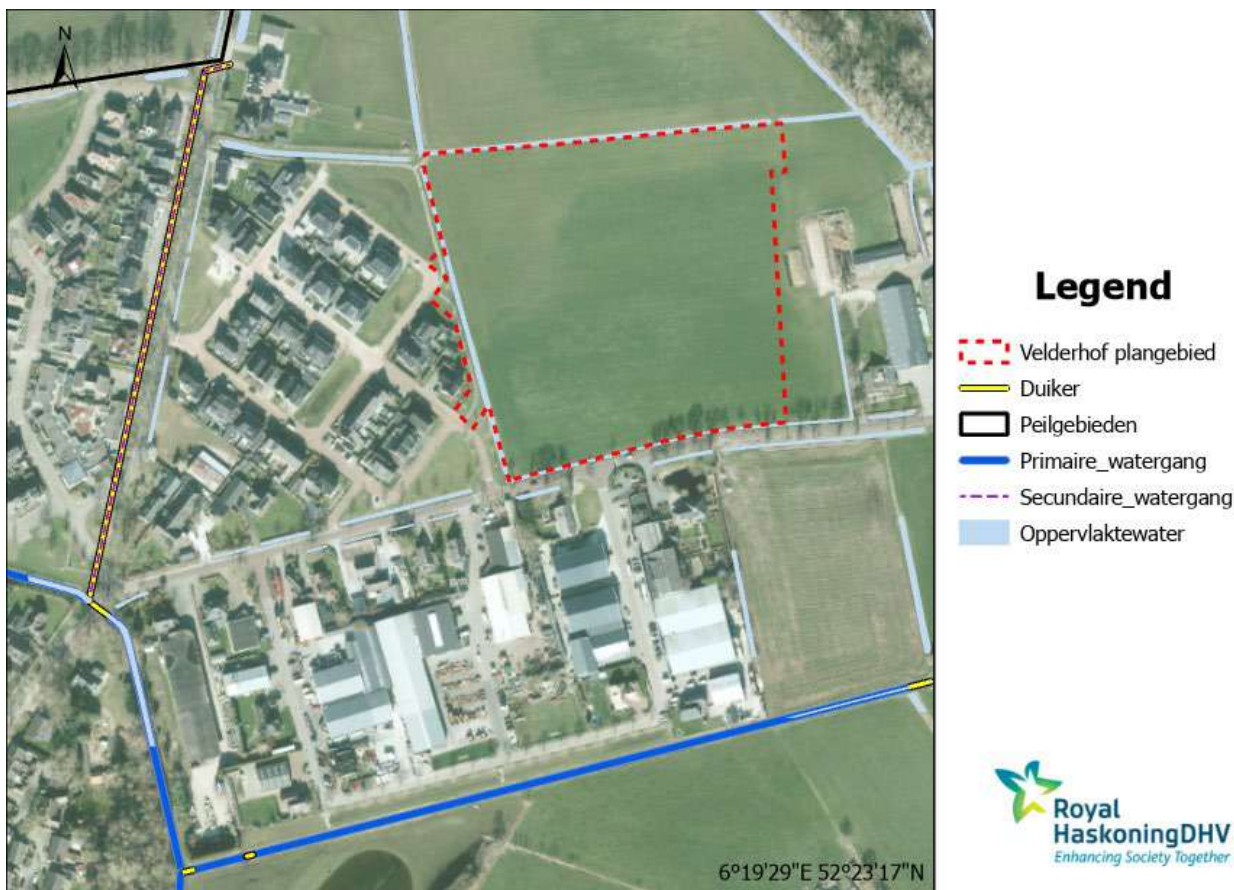 N
Legend
Velderhof plangebied
Duiker
Peilgebieden
Primaire_watergang
Secundaire_watergang
Oppervlaktewater
Royal
HaskoningDHV
Enhancing Society Together
6°19'29"E 52°23'17"N